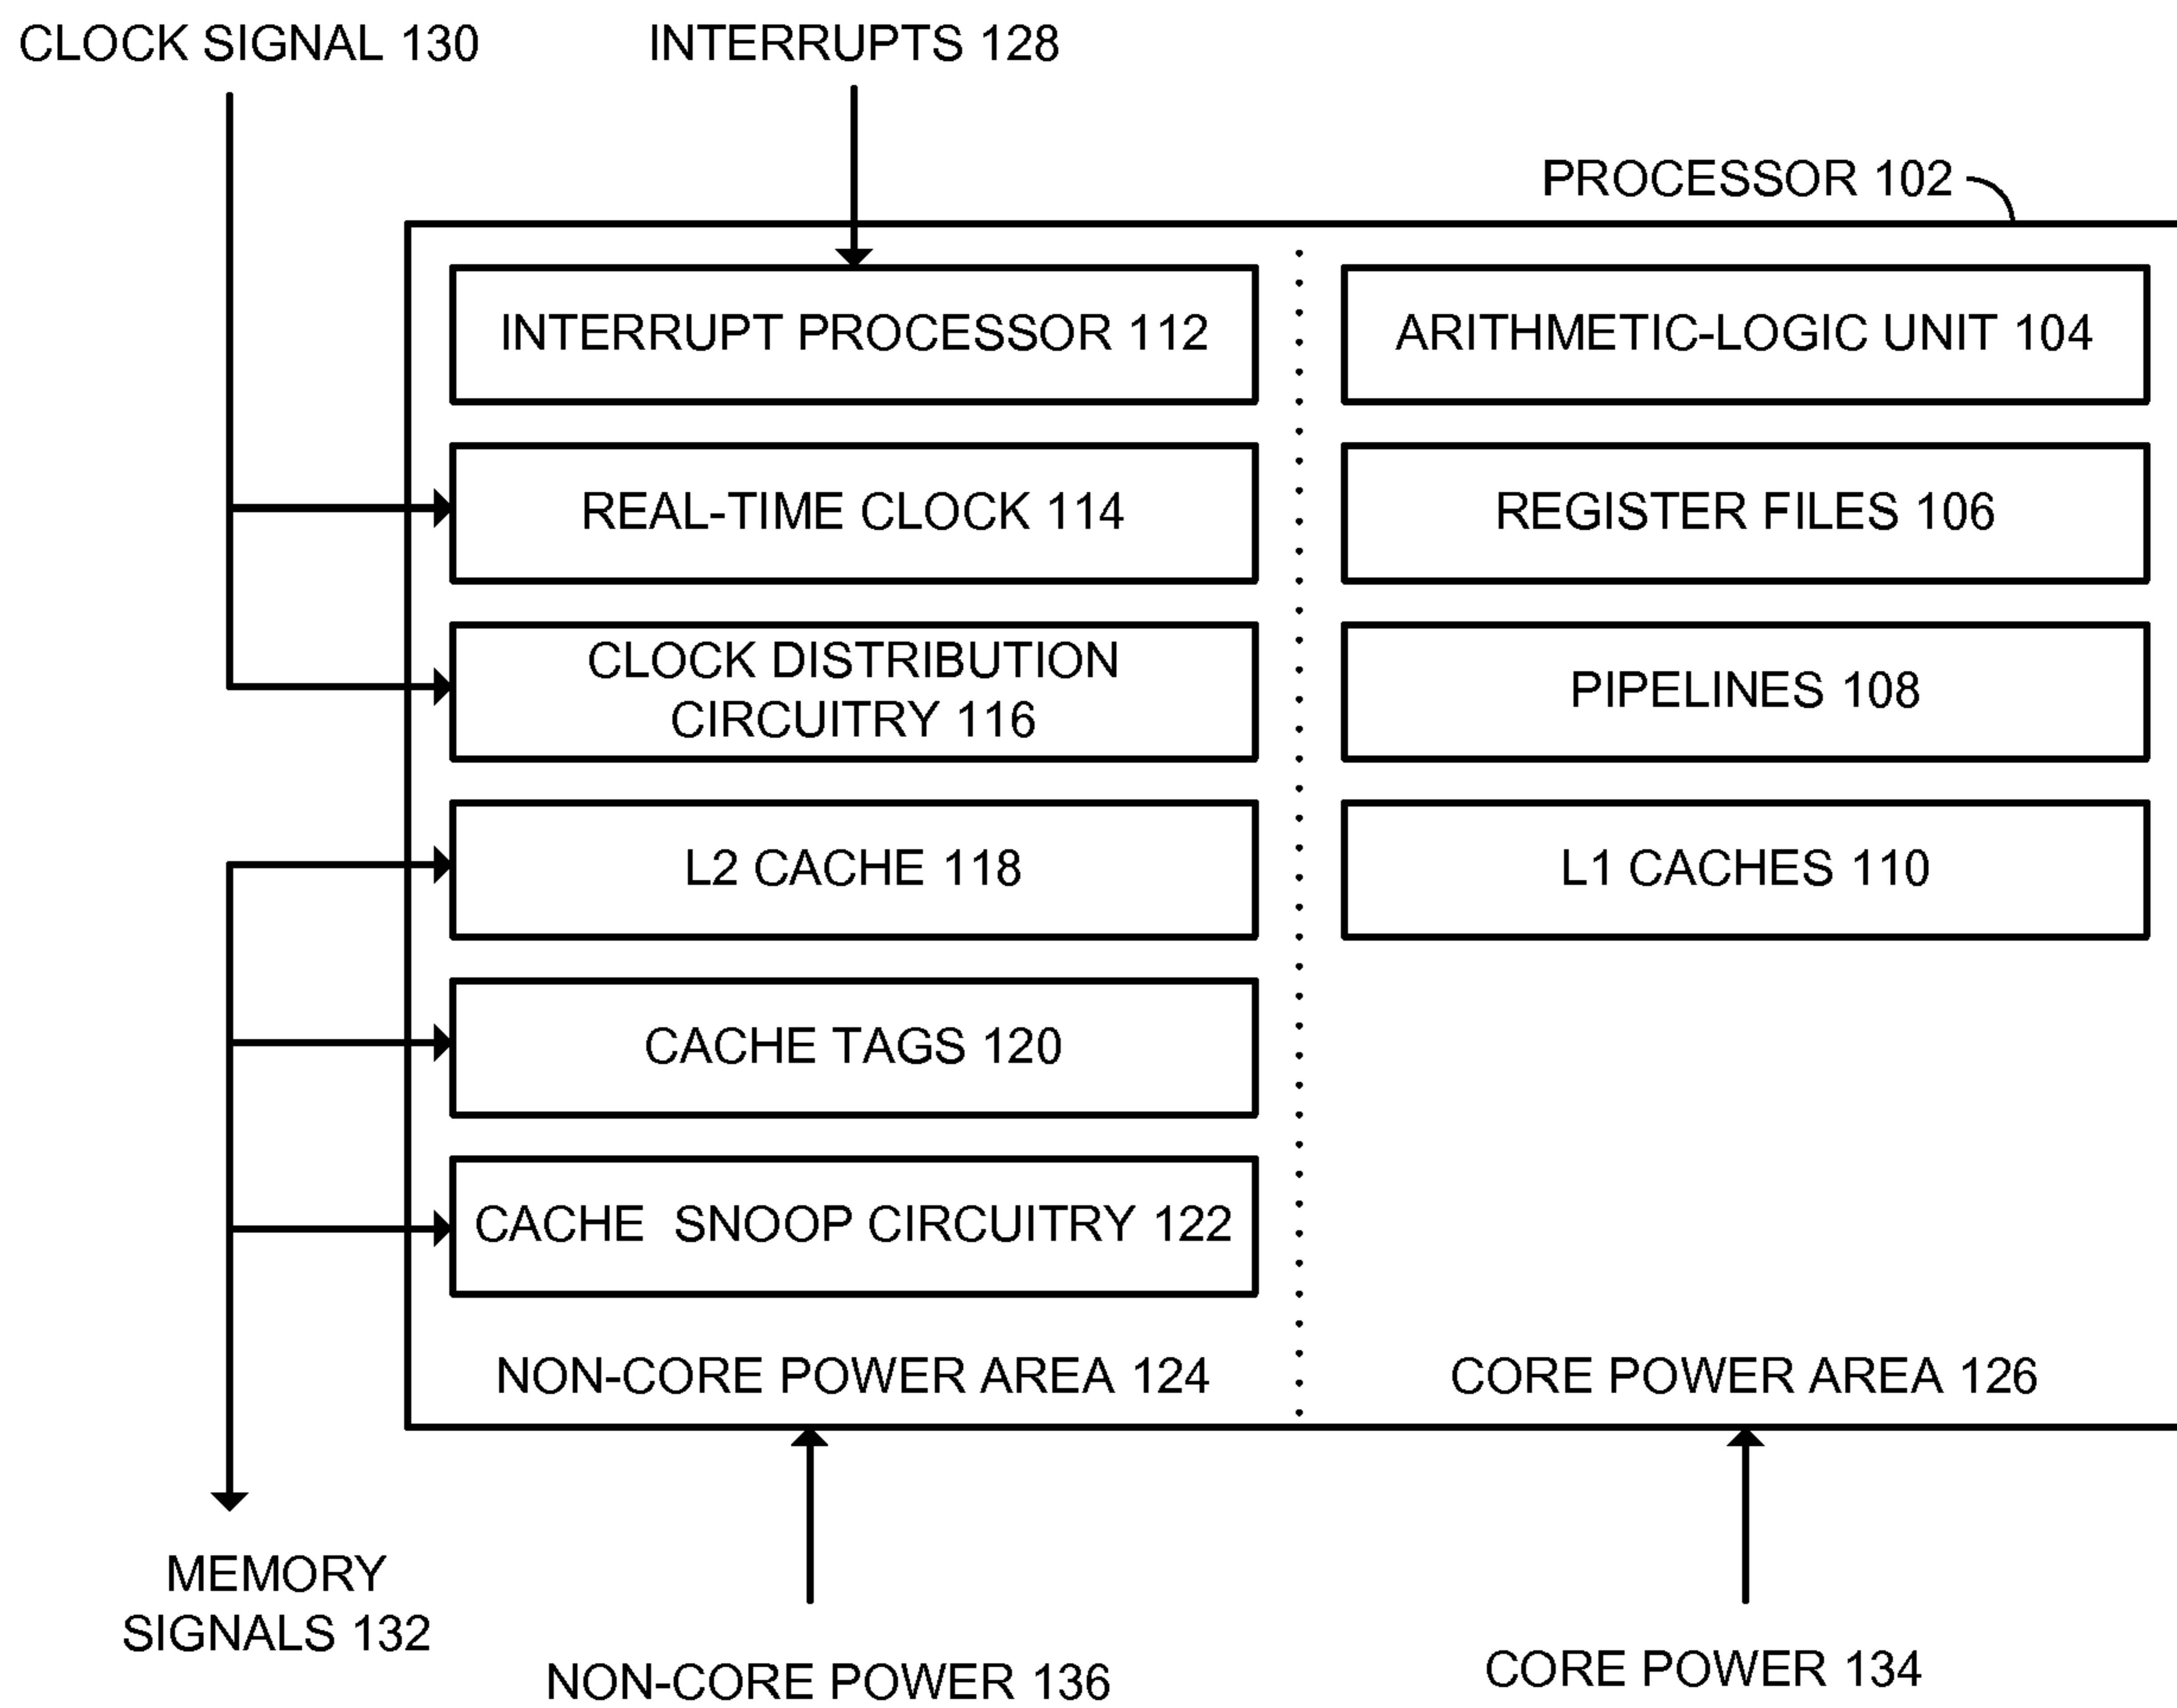 CLOCK SIGNAL 130
INTERRUPTS 128
PROCESSOR 102
INTERRUPT PROCESSOR 112
ARITHMETIC-LOGIC UNIT 104
REAL-TIME CLOCK 114
REGISTER FILES 106
CLOCK DISTRIBUTION
CIRCUITRY 116
PIPELINES 108
L2 CACHE 118
L1 CACHES 110
CACHE TAGS 120
CACHE SNOOP CIRCUITRY 122
NON-CORE POWER AREA 124
CORE POWER AREA 126
MEMORY
SIGNALS 132
NON-CORE POWER 136
CORE POWER 134